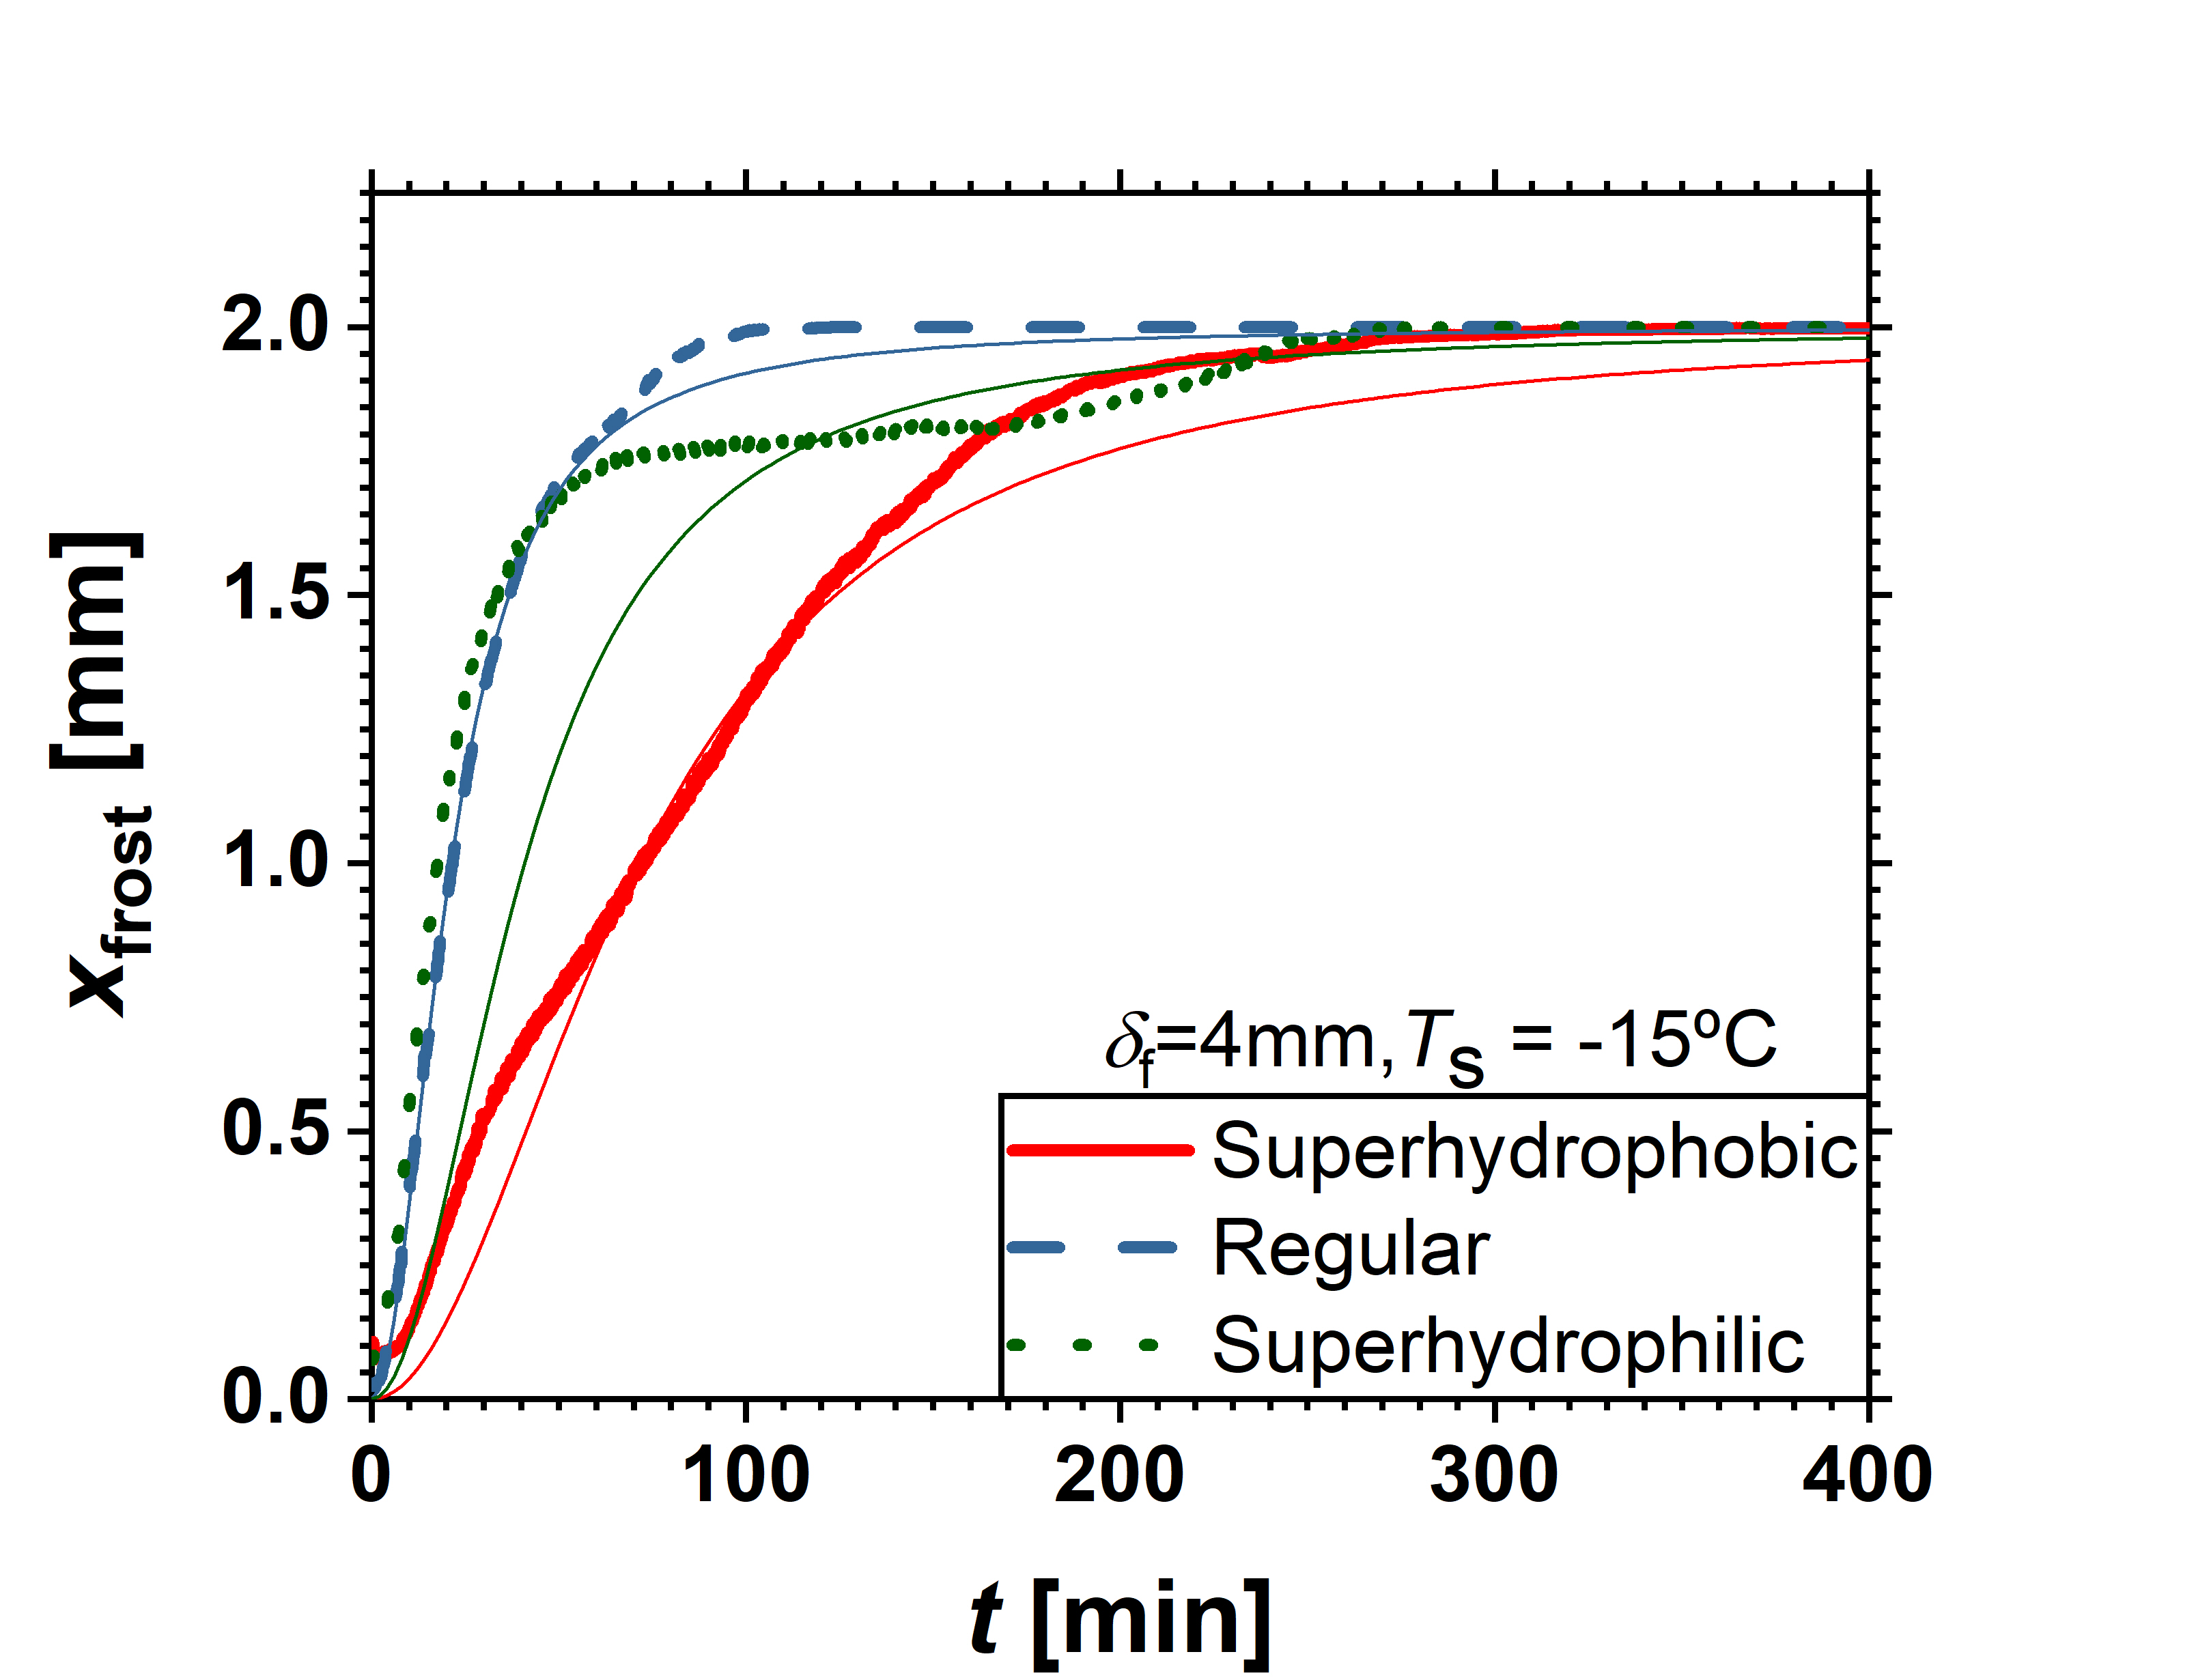 2.0
1.5
1.0
0.5
0.0
xfrost [mm]
0 100 200 300 400
t [min]
δf=4mm,Ts = -15ºC
Superhydrophobic
Regular
Superhydrophilic